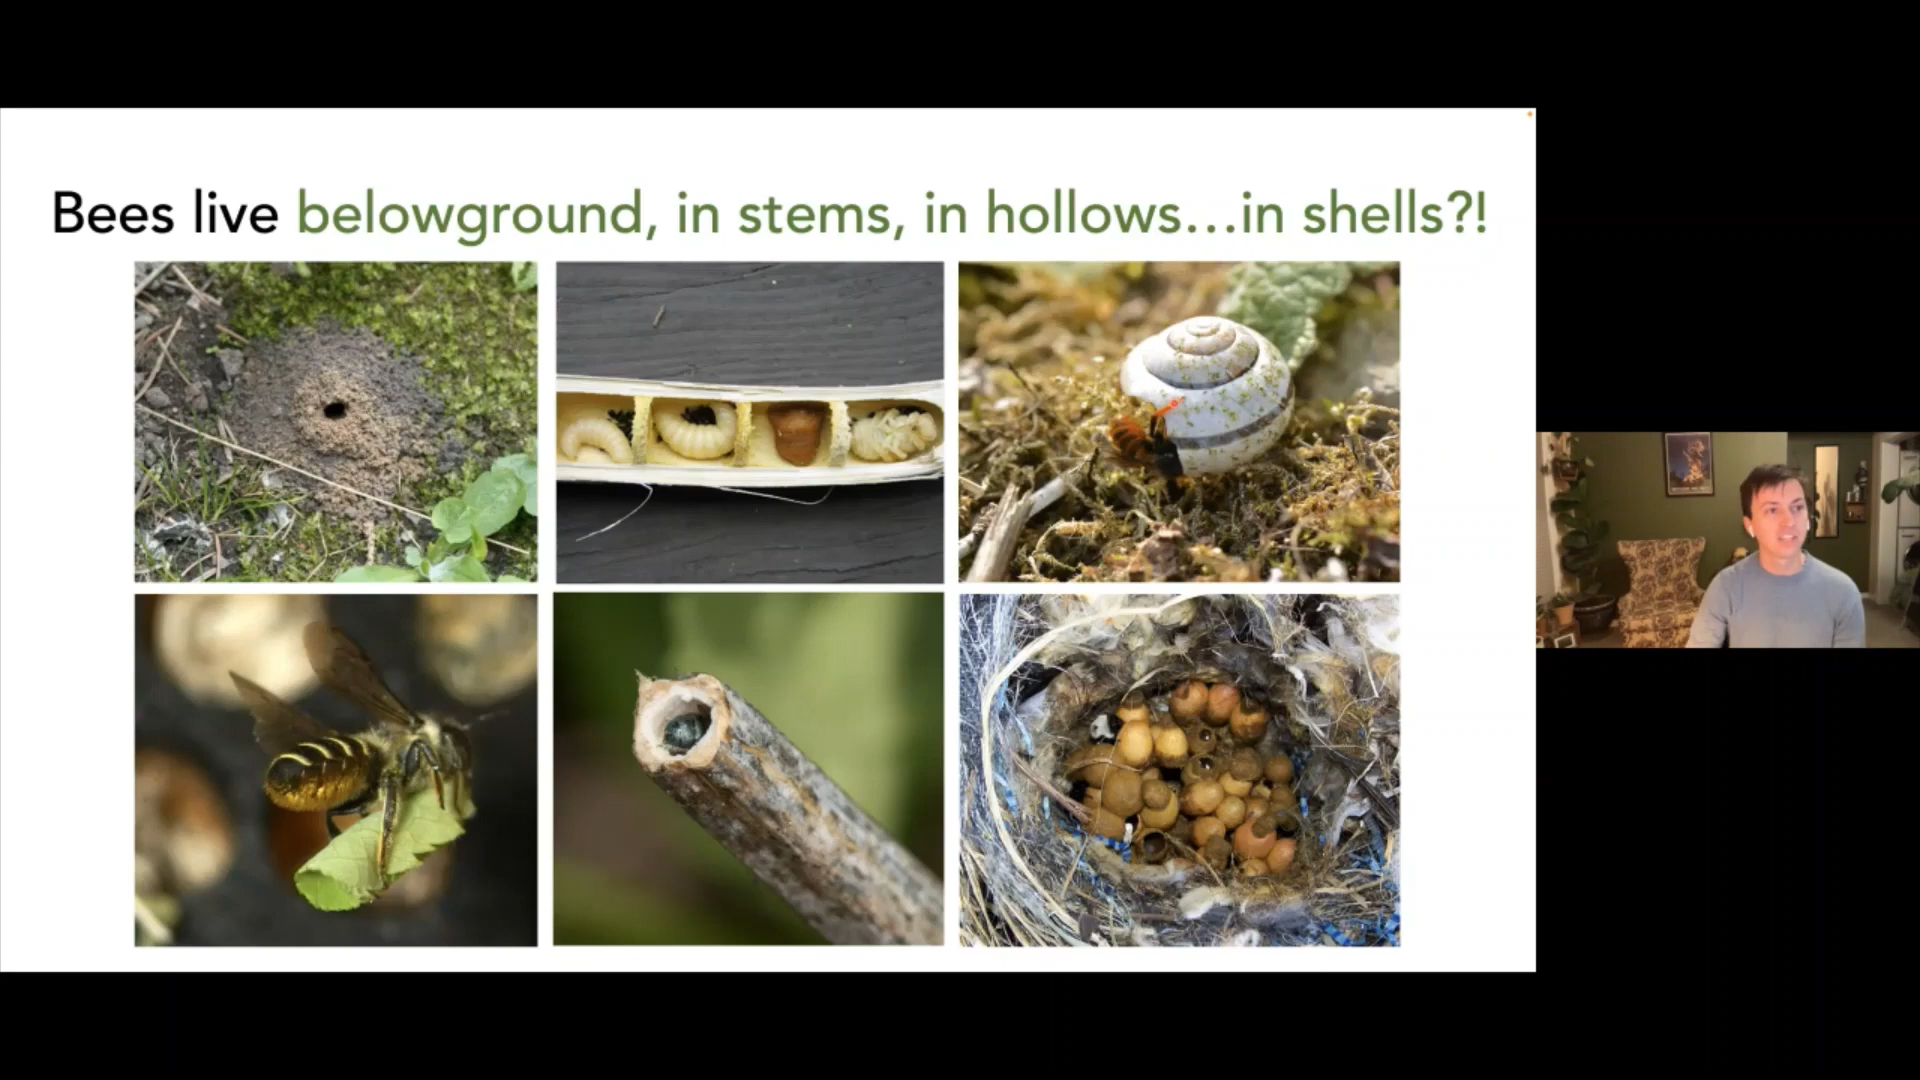 Bees live belowground, in stems, in hollows...in shells?!